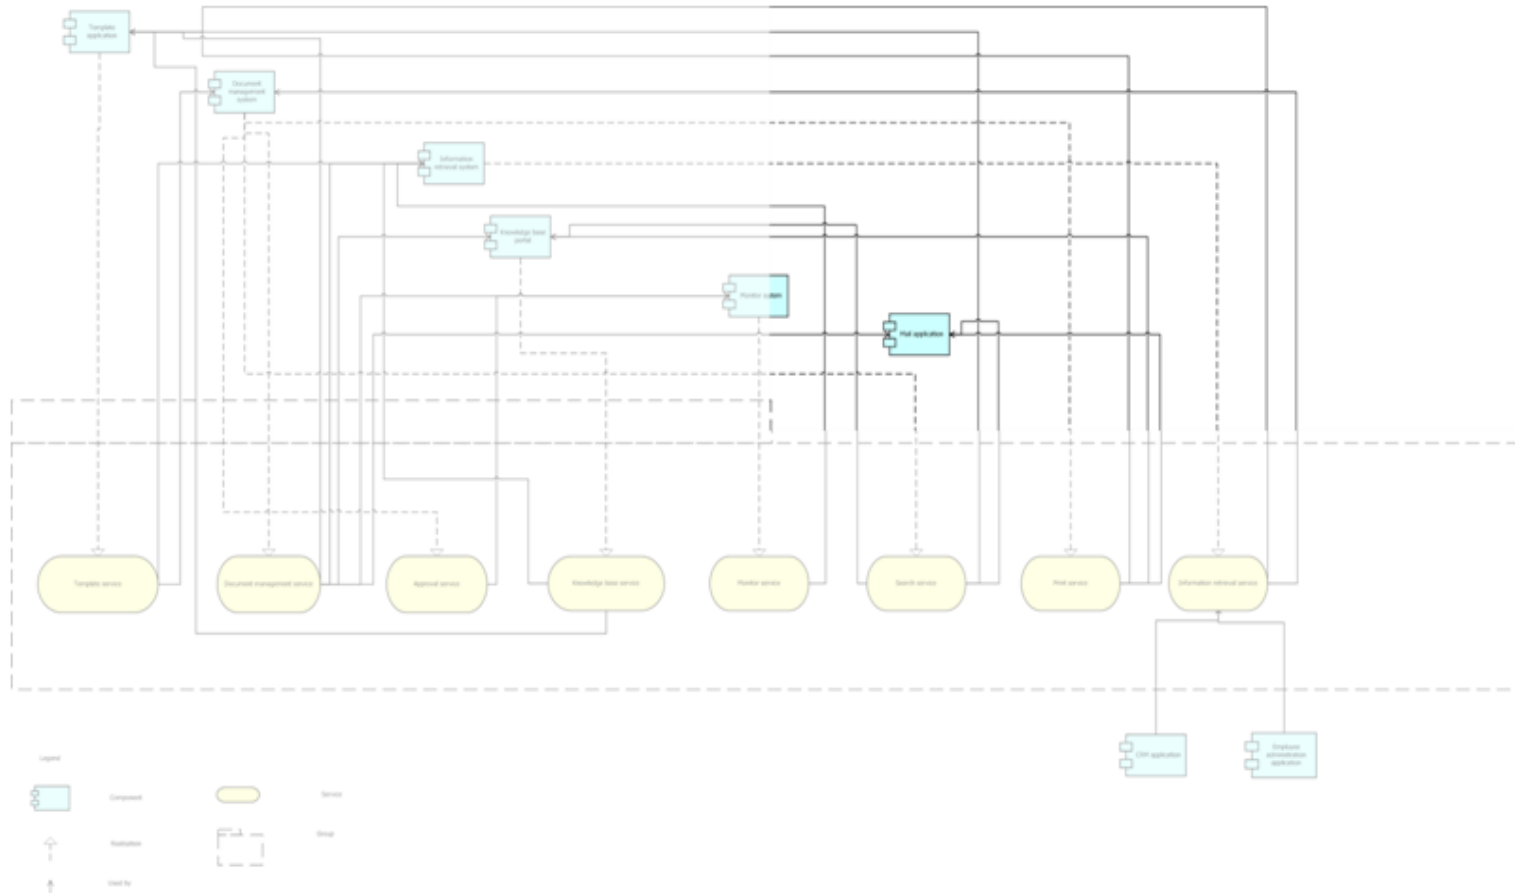 Template
application
Document
management
system
Information
retrieval system
Knowledge base
portal
Monitor system
Mail application
Template service
Document management service
Approval service
Knowledge base service
Monitor service
Search service
Print service
Information retrieval service
CRM application
Employee
administration
application
Legend
Component
Service
Realisation
Group
Used by